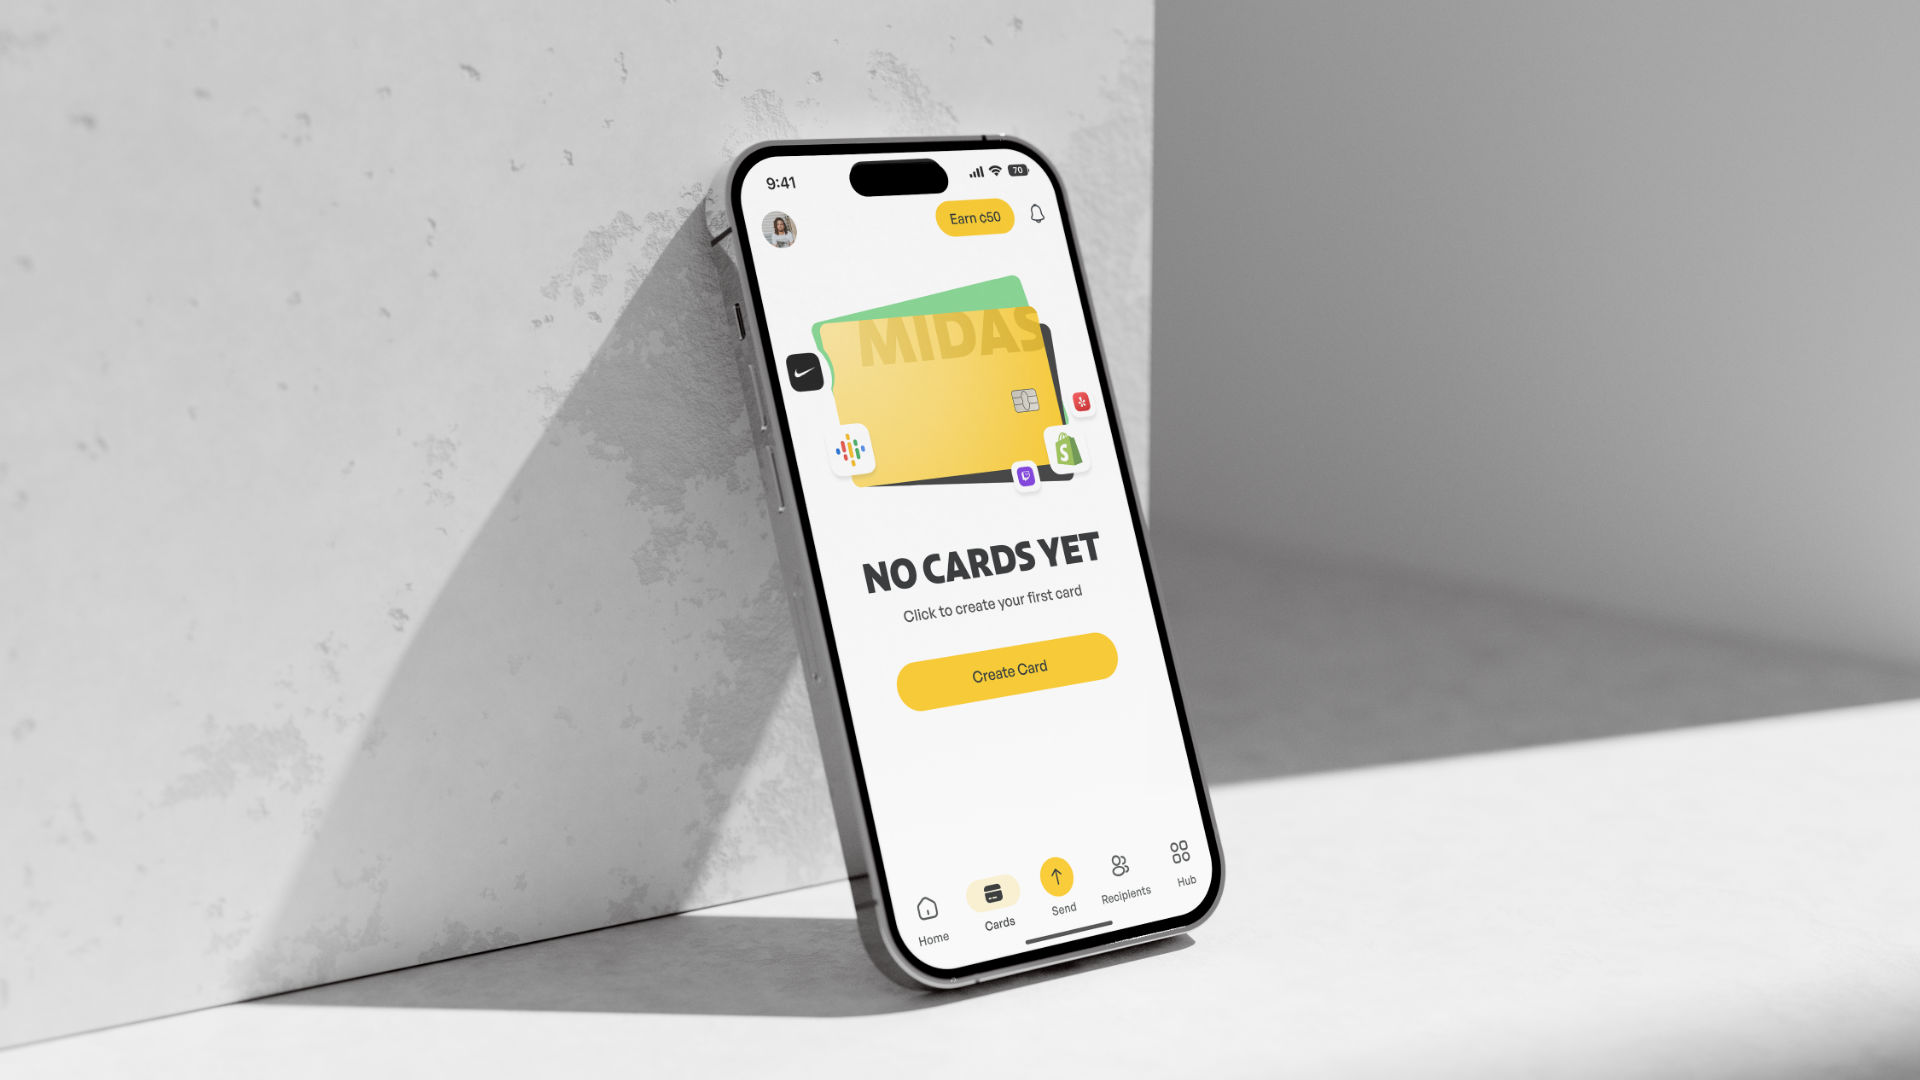 9:41
70
Earn ¢50
MIDAS
NO CARDS YET
Click to create your first card
Create Card
Home
Cards
Send
Recipients
Hub